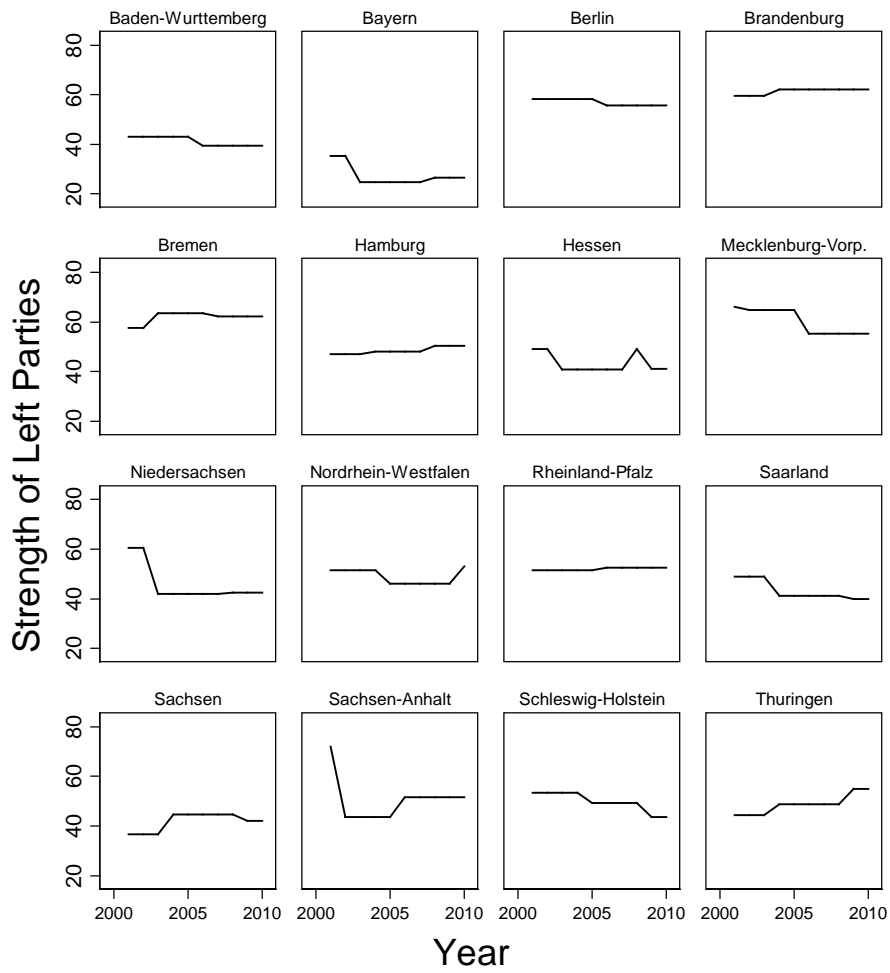 Baden-Wurttemberg Bayern Berlin Brandenburg
80
60
40
20
Bremen Hamburg Hessen Mecklenburg-Vorp.
80
60
40
20
Niedersachsen Nordrhein-Westfalen Rheinland-Pfalz Saarland
80
60
40
20
Sachsen Sachsen-Anhalt Schleswig-Holstein Thuringen
80
60
40
20
2000 2005 2010 2000 2005 2010 2000 2005 2010 2000 2005 2010
Strength of Left Parties
Year